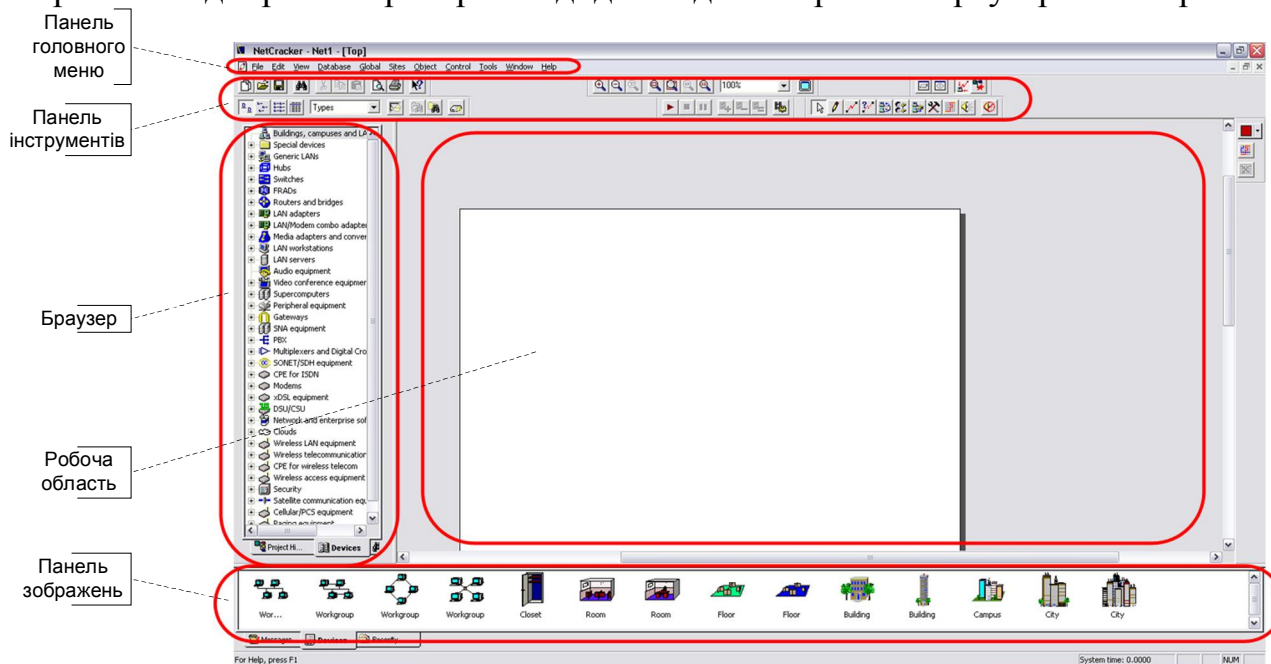 Панель
головного
меню
NetCracker - Net1 - [Top]
File Edit View Database Global Sites Object Control Tools Window Help
100%
Панель
інструментів
Types
Buildings, campuses and LA
Special devices
Generic LANs
Hubs
Switches
FRADs
Routers and bridges
LAN adapters
LAN/Modem combo adapter
Media adapters and conver
LAN workstations
LAN servers
Audio equipment
Video conference equipmer
Supercomputers
Peripheral equipment
Gateways
SNA equipment
PBX
Multiplexers and Digital Cro
SONET/SDH equipment
CPE for ISDN
Modems
xDSL equipment
DSU/CSU
Network and enterprise sof
Clouds
Wireless LAN equipment
Wireless telecommunication
CPE for wireless telecom
Wireless access equipment
Security
Satellite communication equ
Cellular/PCS equipment
Paging equipment
Project Hi... Devices
Браузер
Робоча
область
Панель
зображень
Wor... Workgroup Workgroup Workgroup Closet Room Room Floor Floor Building Building Campus City City
Messages Devices Recently
For Help, press F1 System time: 0.0000 NUM